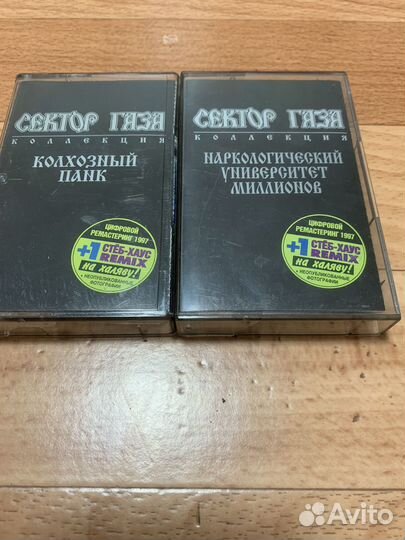 СЕКТОР ГАЗА
КОЛЛЕКЦИЯ
КОЛХОЗНЫЙ
ПАНК
ЦИФРОВОЙ
РЕМАСТЕРИНГ 1997
+1 СТЁБ-ХАУС
REMIX
на халяву!
+ НЕОПУБЛИКОВАННЫЕ
ФОТОГРАФИИ
СЕКТОР ГАЗА
КОЛЛЕКЦИЯ
НАРКОЛОГИЧЕСКИЙ
УНИВЕРСИТЕТ
МИЛЛИОНОВ
ЦИФРОВОЙ
РЕМАСТЕРИНГ 1997
+1 СТЁБ-ХАУС
REMIX
на халяву!
+ НЕОПУБЛИКОВАННЫЕ
ФОТОГРАФИИ
Avito